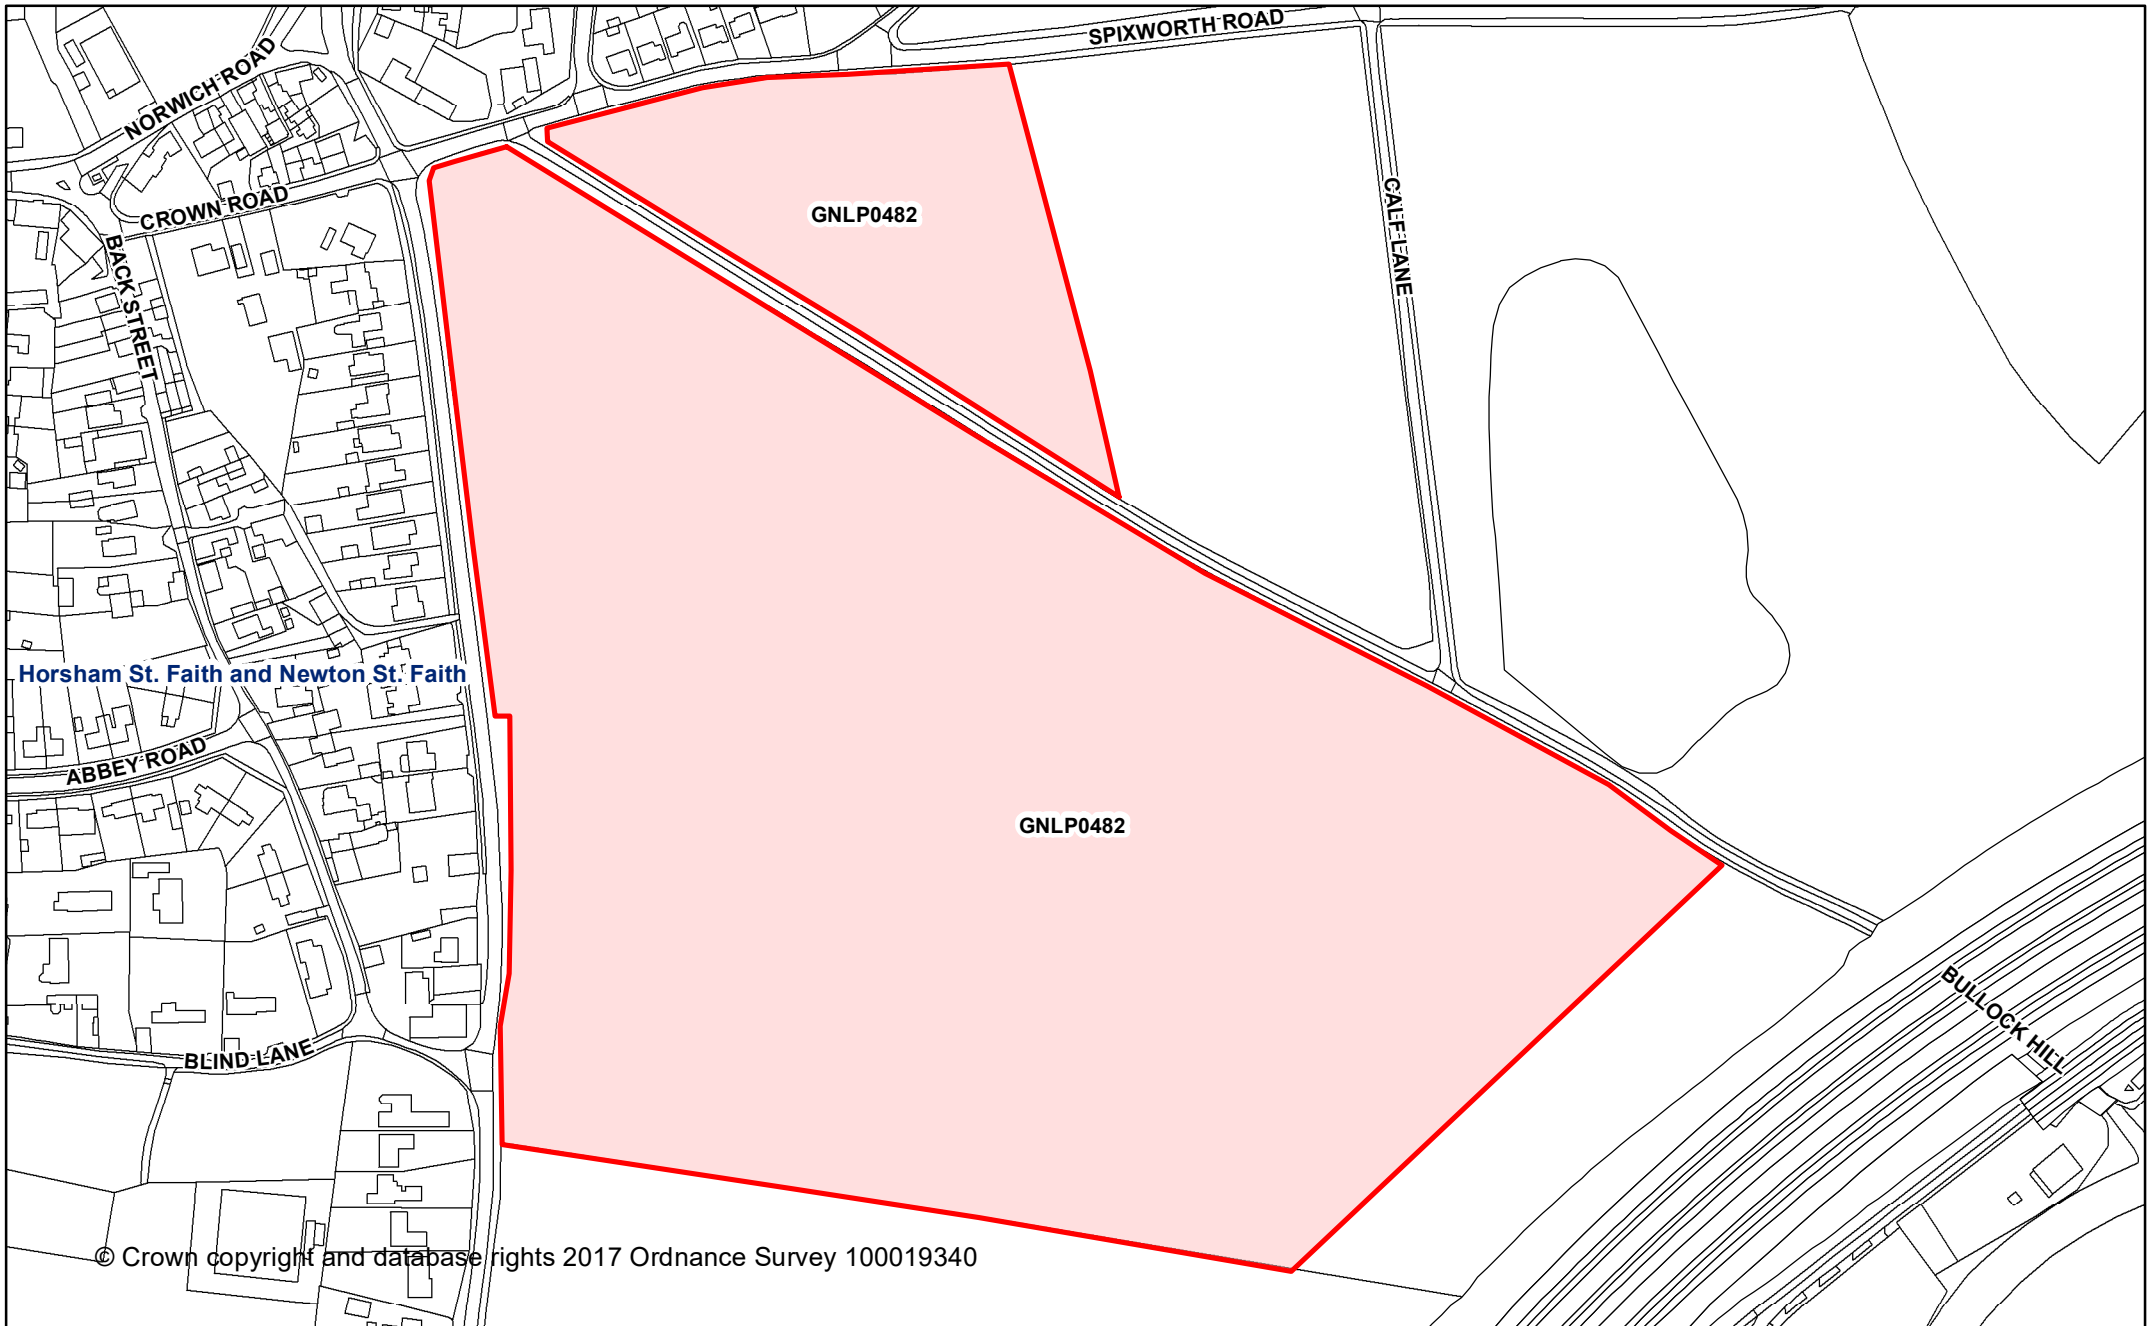 SPIXWORTH ROAD
NORWICH ROAD
CROWN ROAD
GNLP0482
CALF LANE
BACK STREET
Horsham St. Faith and Newton St. Faith
ABBEY ROAD
GNLP0482
BULLOCK HILL
BLIND LANE
© Crown copyright and database rights 2017 Ordnance Survey 100019340